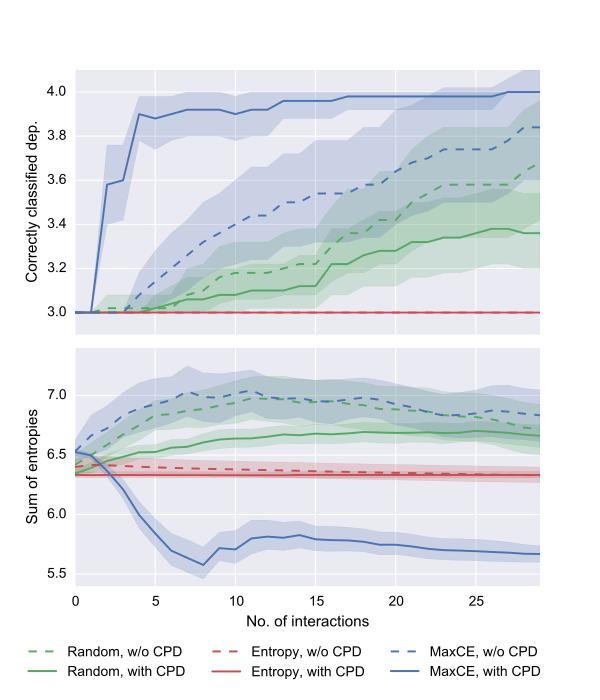 4.0
3.8
3.6
3.4
3.2
3.0
Correctly classified dep.
7.0
6.5
6.0
5.5
Sum of entropies
0 5 10 15 20 25
No. of interactions
Random, w/o CPD Entropy, w/o CPD MaxCE, w/o CPD
Random, with CPD Entropy, with CPD MaxCE, with CPD